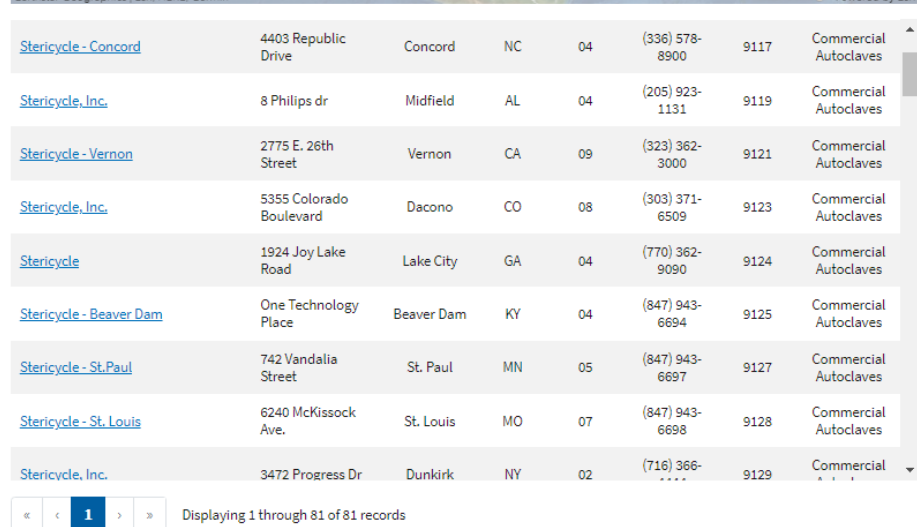 4403 Republic
(336) 578-
Commercial
Stericycle - Concord Concord NC 04 9117
Drive
8900
Autoclaves
(205) 923-
Commercial
Stericycle, Inc. 8 Philips dr Midfield AL 04 9119
1131
Autoclaves
2775 E. 26th
(323) 362-
Commercial
Stericycle - Vernon Vernon CA 09 9121
Street
3000
Autoclaves
5355 Colorado
(303) 371-
Commercial
Stericycle, Inc. Dacono CO 08 9123
Boulevard
6509
Autoclaves
1924 Joy Lake
(770) 362-
Commercial
Stericycle Lake City GA 04 9124
Road
9090
Autoclaves
One Technology
(847) 943-
Commercial
Stericycle - Beaver Dam Beaver Dam KY 04 9125
Place
6694
Autoclaves
742 Vandalia
(847) 943-
Commercial
Stericycle - St.Paul St. Paul MN 05 9127
Street
6697
Autoclaves
6240 McKissock
(847) 943-
Commercial
Stericycle - St. Louis St. Louis MO 07 9128
Ave.
6698
Autoclaves
(716) 366-
Commercial
Stericycle, Inc. 3472 Progress Dr Dunkirk NY 02 9129
« ‹ 1 › » Displaying 1 through 81 of 81 records